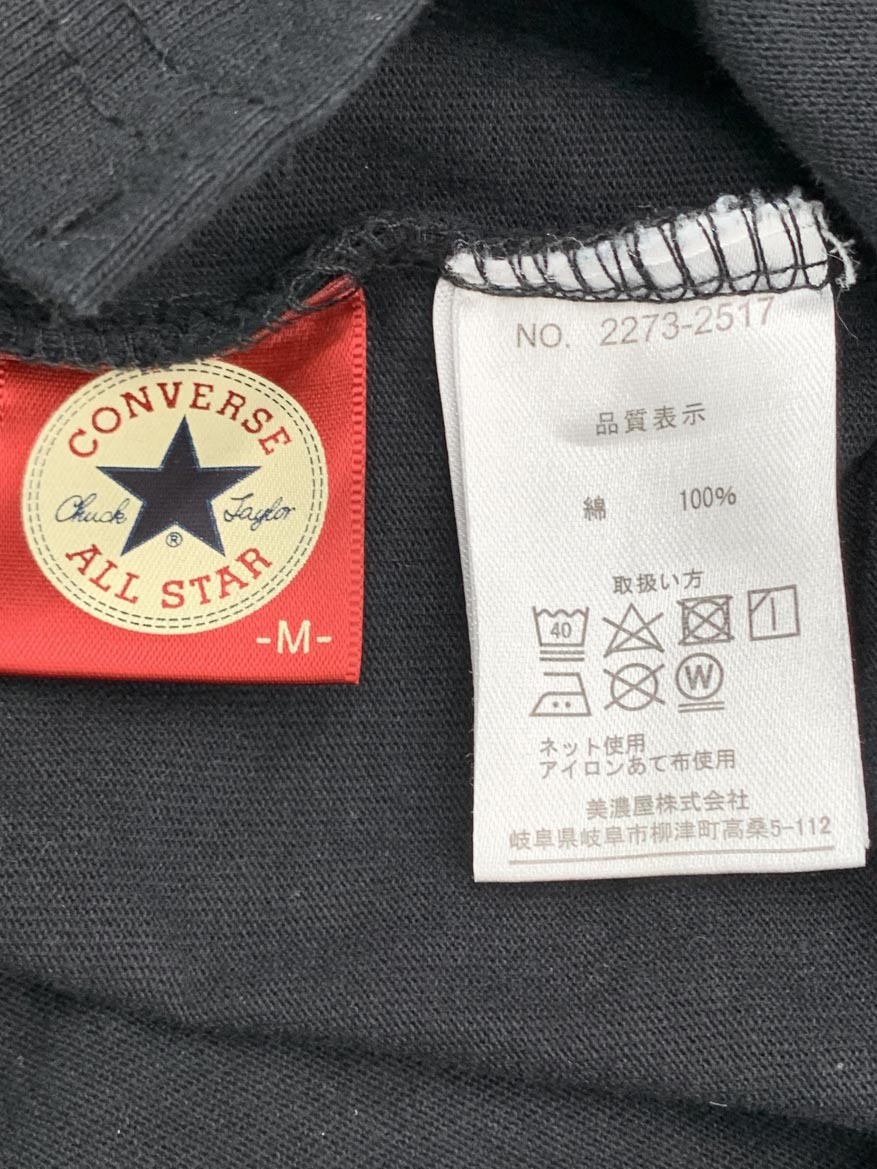 CONVERSE
Chuck Taylor
®
ALL STAR
-M-
NO. 2273-2517
品質表示
綿 100%
取扱い方
40
W
ネット使用
アイロンあて布使用
美濃屋株式会社
岐阜県岐阜市柳津町高桑5-112